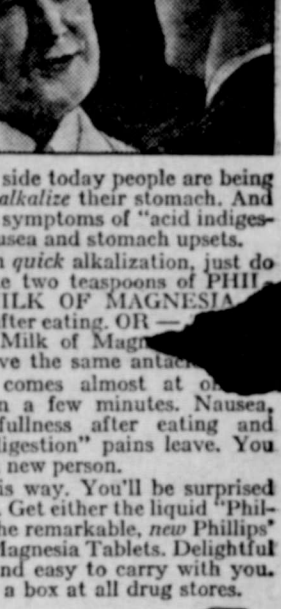 side today people are being
alkalize their stomach. And
symptoms of "acid indiges-
usea and stomach upsets.
quick alkalization, just do
two teaspoons of PHIL-
ILK OF MAGNESIA
fter eating. OR —
Milk of Magn
ve the same antac
comes almost at o
n a few minutes. Nausea,
fullness after eating and
igestion" pains leave. You
new person.
is way. You'll be surprised
Get either the liquid "Phil-
he remarkable, new Phillips'
Magnesia Tablets. Delightful
nd easy to carry with you.
a box at all drug stores.